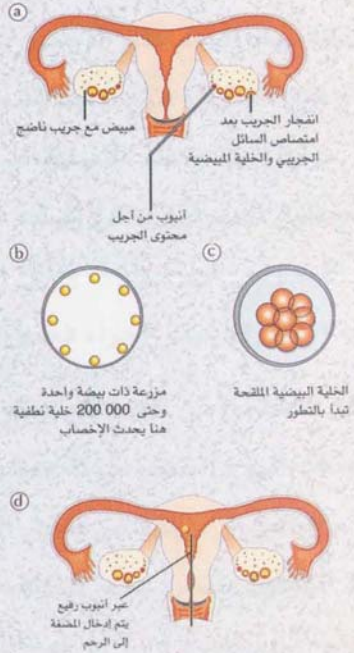 a
مبيض مع جريب ناضج
انفجار الجريب بعد
امتصاص السائل
الجريبي والخلية المبيضية
أنبوب من أجل
محتوى الجريب
b
c
مزرعة ذات بيضة واحدة
وحتى 000 200 خلية نطفية
هنا يحدث الإخصاب
الخلية البيضية الملقحة
تبدأ بالتطور
d
عبر أنبوب رفيع
يتم إدخال المضغة
إلى الرحم